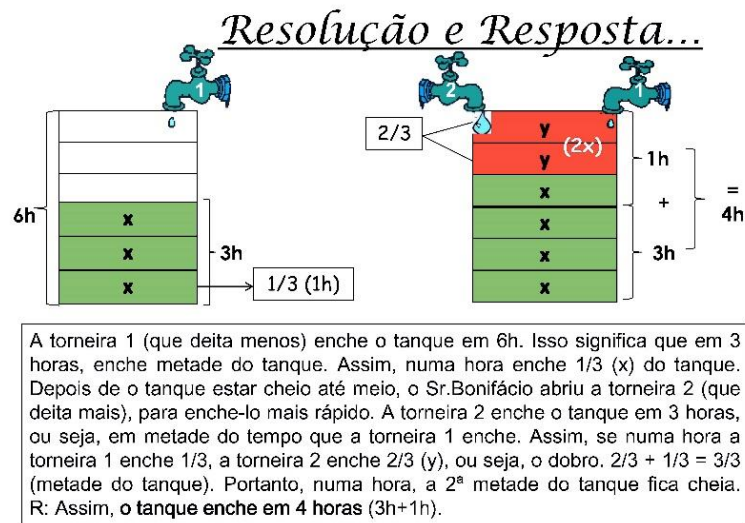 Resolução e Resposta...
1
2
1
2/3
y
y
(2x)
1h
x
+
=
4h
6h
x
x
x
3h
x
x
x
3h
1/3 (1h)
A torneira 1 (que deita menos) enche o tanque em 6h. Isso significa que em 3
horas, enche metade do tanque. Assim, numa hora enche 1/3 (x) do tanque.
Depois de o tanque estar cheio até meio, o Sr.Bonifácio abriu a torneira 2 (que
deita mais), para enche-lo mais rápido. A torneira 2 enche o tanque em 3 horas,
ou seja, em metade do tempo que a torneira 1 enche. Assim, se numa hora a
torneira 1 enche 1/3, a torneira 2 enche 2/3 (y), ou seja, o dobro. 2/3 + 1/3 = 3/3
(metade do tanque). Portanto, numa hora, a 2ª metade do tanque fica cheia.
R: Assim, o tanque enche em 4 horas (3h+1h).